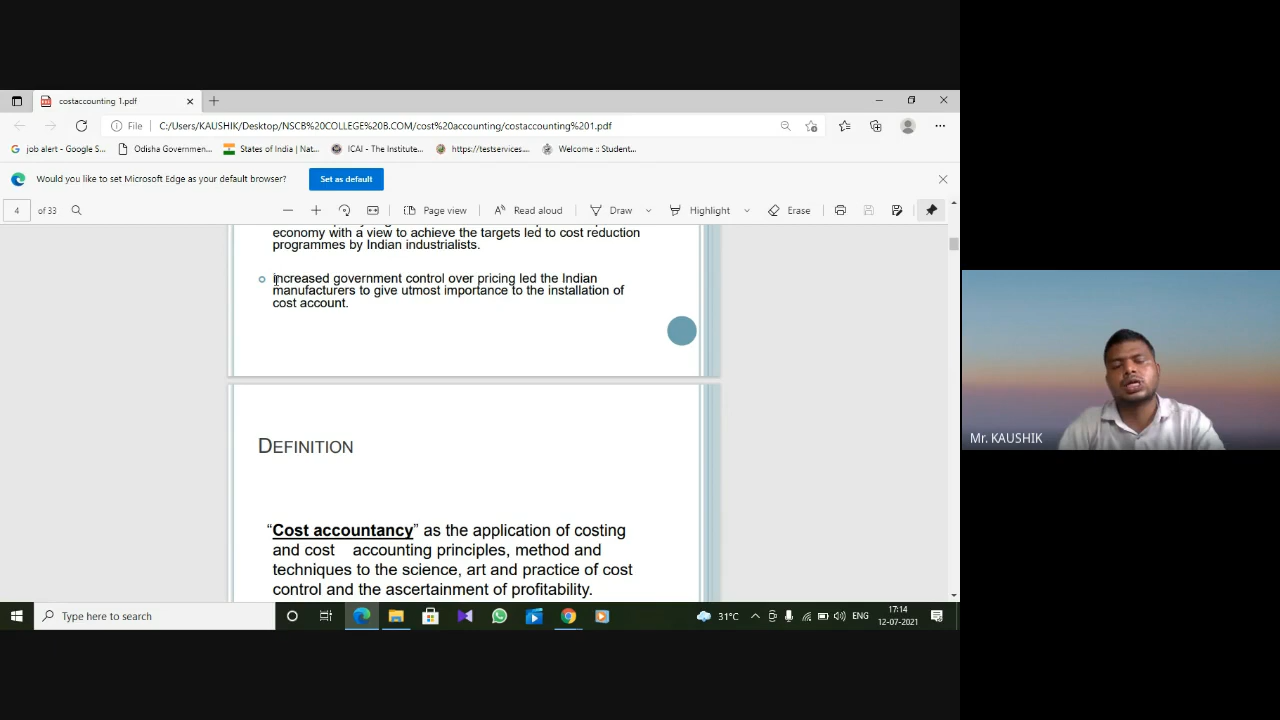 costaccounting 1.pdf
File
C:/Users/KAUSHIK/Desktop/NSCB%20COLLEGE%20B.COM/cost%20accounting/costaccounting%201.pdf
job alert - Google S...
Odisha Governmen...
States of India | Nat...
ICAI - The Institute...
https://testservices...
Welcome :: Student...
Would you like to set Microsoft Edge as your default browser?
Set as default
4
of 33
Page view
Read aloud
Draw
Highlight
Erase
economy with a view to achieve the targets led to cost reduction
programmes by Indian industrialists.
increased government control over pricing led the Indian
manufacturers to give utmost importance to the installation of
cost account.
DEFINITION
“Cost accountancy” as the application of costing
and cost accounting principles, method and
techniques to the science, art and practice of cost
control and the ascertainment of profitability.
Mr. KAUSHIK
Type here to search
31°C
ENG
17:14
12-07-2021